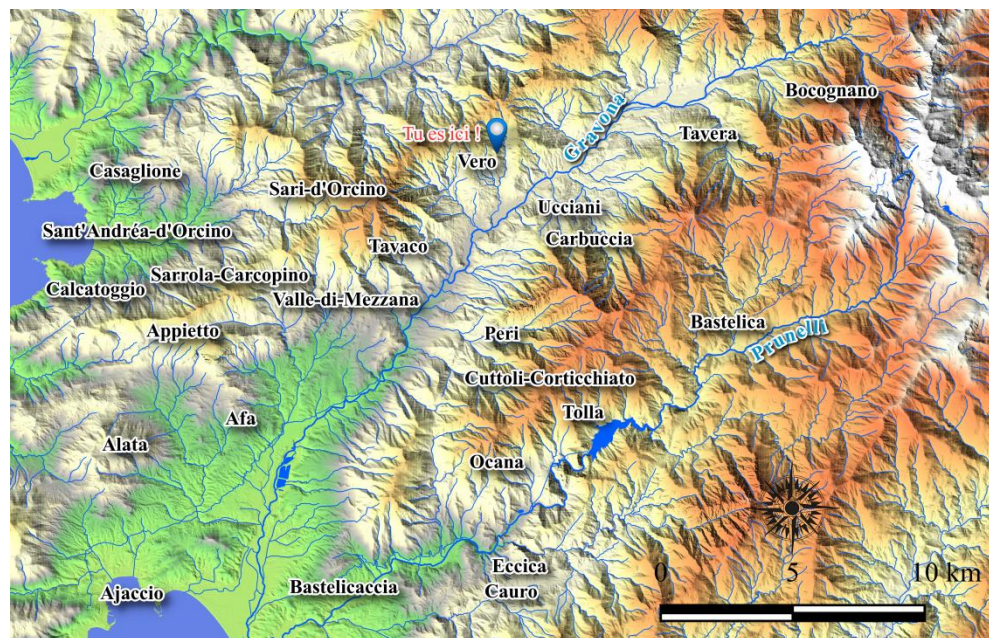 Bocognano
Gravona
Tavera
Tu es ici !
Vero
Casaglione
Sari-d'Orcino
Ucciani
Sant'Andréa-d'Orcino
Tavaco
Carbuccia
Sarrola-Carcopino
Calcatoggio
Valle-di-Mezzana
Appietto
Peri
Bastelica
Prunelli
Cuttoli-Corticchiato
Tolla
Afa
Alata
Ocana
Eccica
Bastelicaccia
Cauro
Ajaccio
0 5 10 km